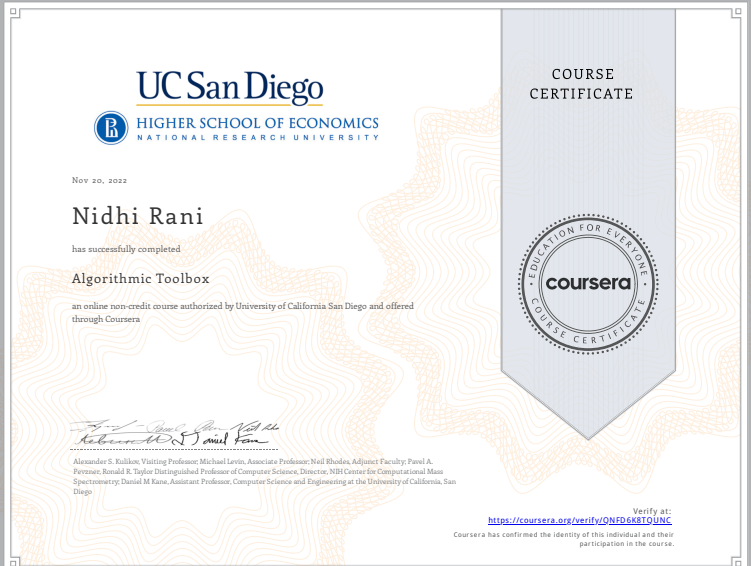 UC San Diego
HIGHER SCHOOL OF ECONOMICS
NATIONAL RESEARCH UNIVERSITY
COURSE
CERTIFICATE
Nov 20, 2022
Nidhi Rani
has successfully completed
Algorithmic Toolbox
an online non-credit course authorized by University of California San Diego and offered
through Coursera
EDUCATION FOR EVERYONE
coursera
COURSE CERTIFICATE
Alexander S. Kulikov, Visiting Professor; Michael Levin, Associate Professor; Neil Rhodes, Adjunct Faculty; Pavel A.
Pevzner, Ronald R. Taylor Distinguished Professor of Computer Science, Director, NIH Center for Computational Mass
Spectrometry; Daniel M Kane, Assistant Professor, Computer Science and Engineering at the University of California, San
Diego
Verify at:
https://coursera.org/verify/QNFD6K8TQUNC
Coursera has confirmed the identity of this individual and their
participation in the course.